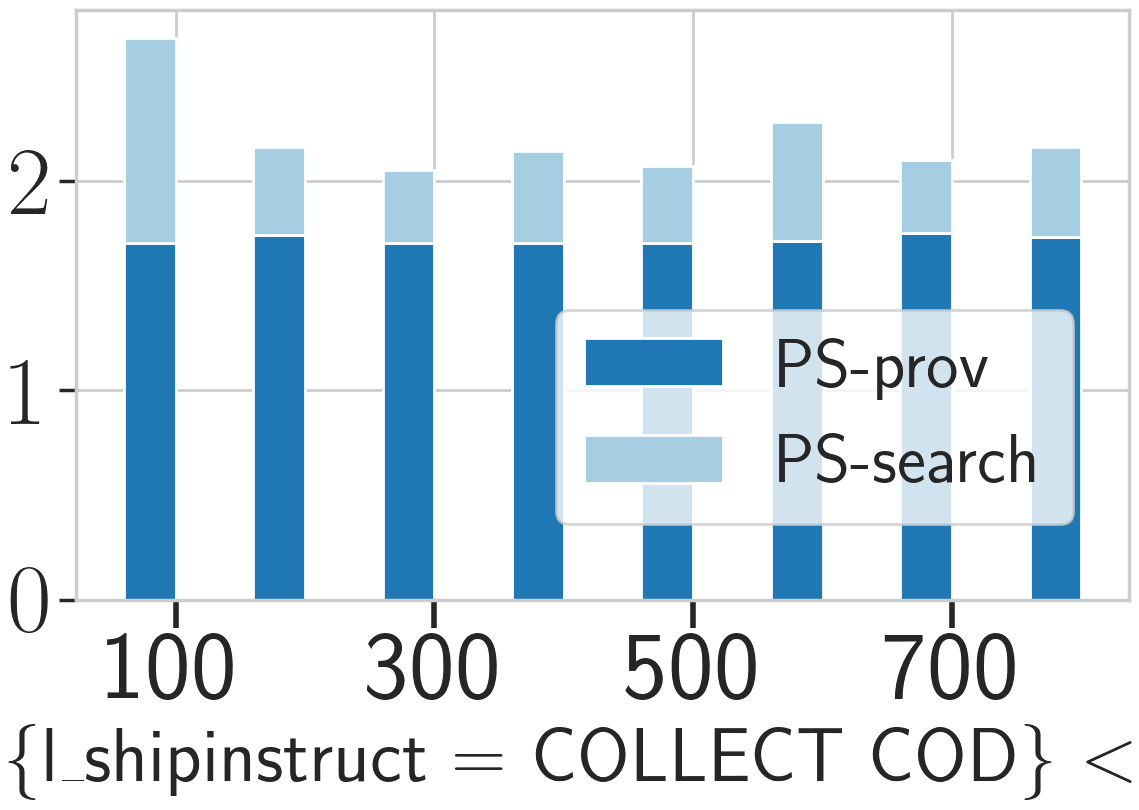 2
1
0
PS-prov
PS-search
100 300 500 700
{l_shipinstruct = COLLECT COD} <